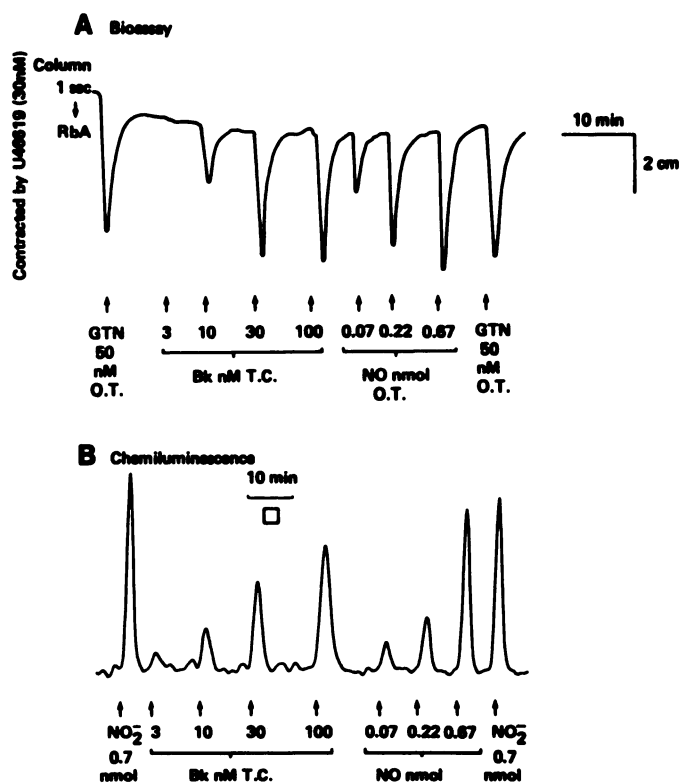 A Bioassay
Column
1 sec
RbA
Contracted by U46619 (30nM)
10 min
2 cm
GTN 3 10 30 100 0.07 0.22 0.67 GTN
50 50
nM nM
O.T. O.T.
Bk nM T.C. NO nmol
O.T.
B Chemiluminescence
10 min
NO2− 3 10 30 100 0.07 0.22 0.67 NO2−
0.7 0.7
nmol nmol
Bk nM T.C. NO nmol